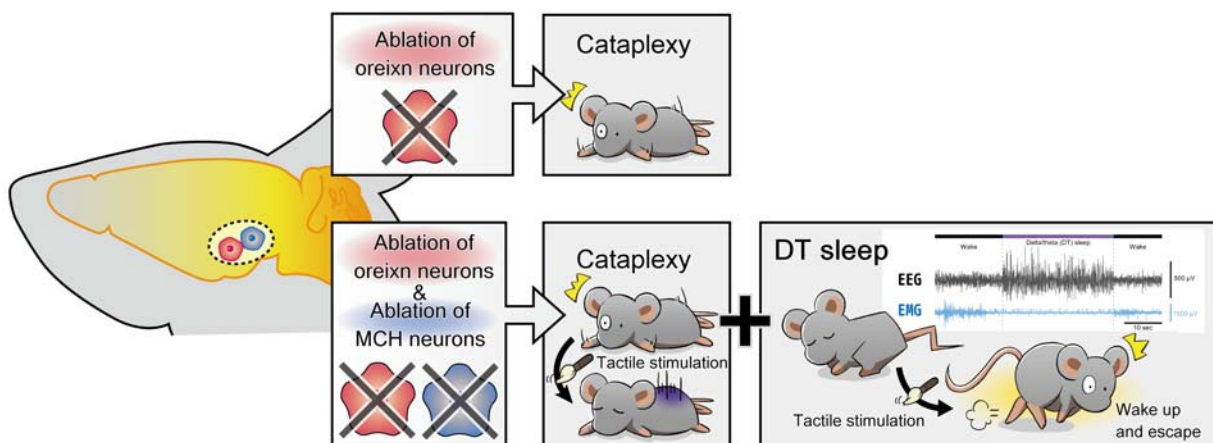 Ablation of
oreixn neurons
Cataplexy
Ablation of
oreixn neurons
&
Ablation of
MCH neurons
Cataplexy
Tactile stimulation
DT sleep
Wake
Delta/theta (DT) sleep
Wake
EEG
500 μV
EMG
1500 μV
10 sec
Tactile stimulation
Wake up
and escape